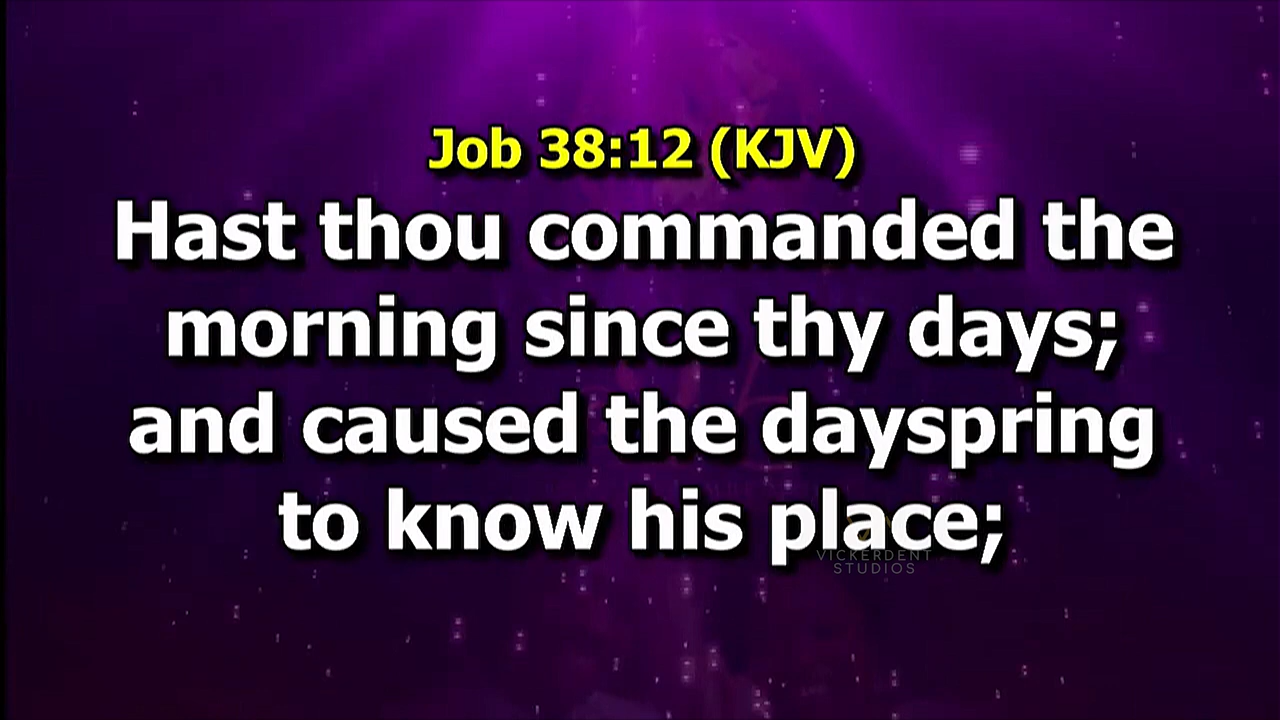 Job 38:12 (KJV)
Hast thou commanded the
morning since thy days;
and caused the dayspring
to know his place;
VICKERDENT
STUDIOS